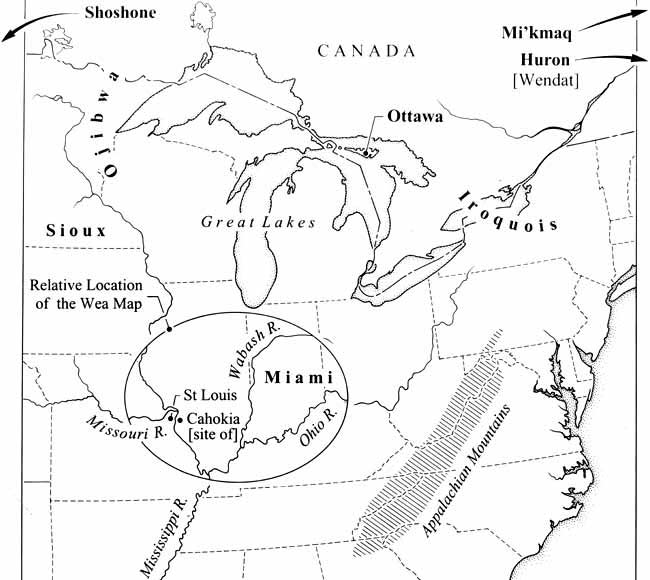 Shoshone
CANADA
Mi'kmaq
Huron
[Wendat]
Ojibwa
Ottawa
Great Lakes
Iroquois
Sioux
Relative Location
of the Wea Map
Wabash R.
Miami
St Louis
Cahokia
[site of]
Missouri R.
Ohio R.
Appalachian Mountains
Mississippi R.